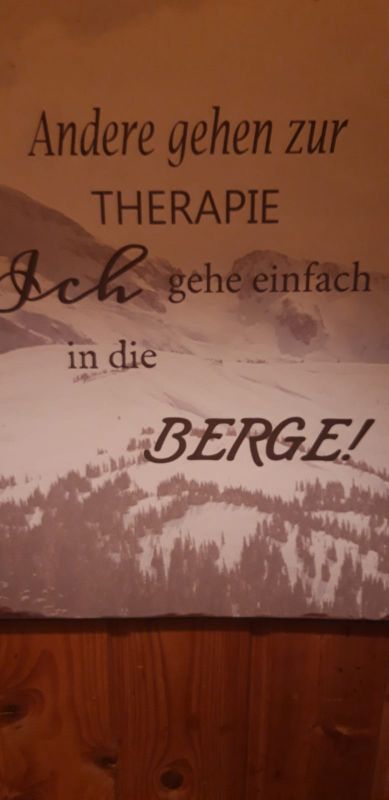 Andere gehen zur
THERAPIE
Ich gehe einfach
in die
BERGE!